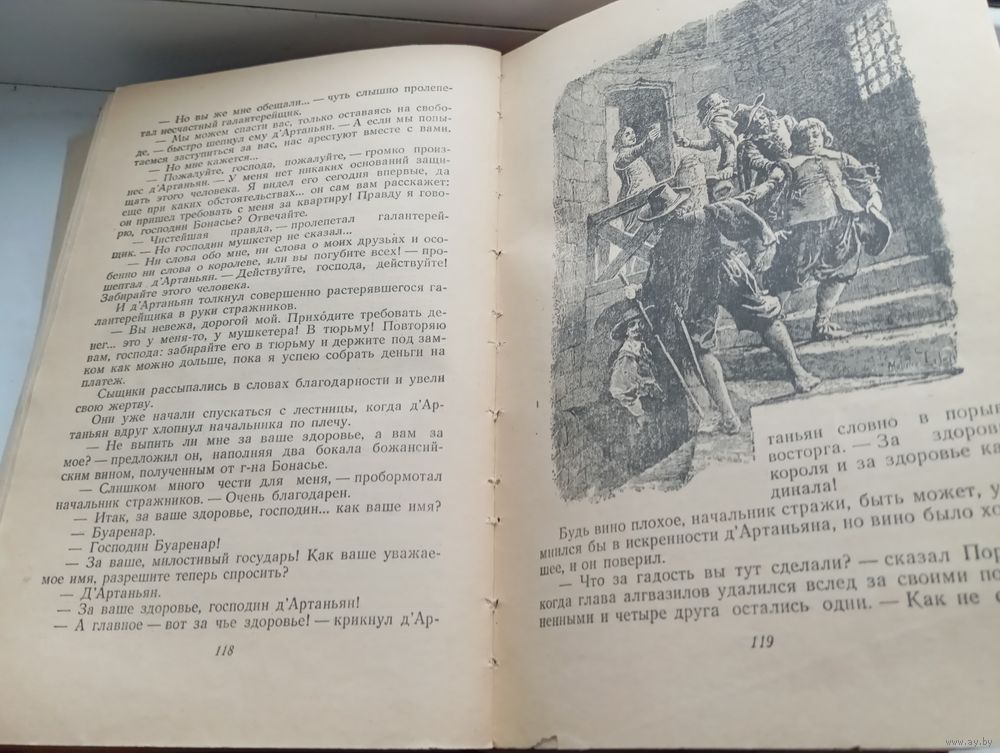 — Но вы же мне обещали... — чуть слышно пролепе-
тал несчастный галантерейщик.
— Мы можем спасти вас, только оставаясь на свобо-
де, — быстро шепнул ему д’Артаньян. — А если мы попы-
таемся заступиться за вас, нас арестуют вместе с вами.
— Но мне кажется...
— Пожалуйте, господа, пожалуйте, — громко произ-
нес д’Артаньян. — У меня нет никаких оснований защи-
щать этого человека. Я видел его сегодня впервые, да
еще при каких обстоятельствах... он сам вам расскажет:
он пришел требовать с меня за квартиру! Правду я гово-
рю, господин Бонасье? Отвечайте.
— Чистейшая правда, — пролепетал галантерей-
щик. — Но господин мушкетер не сказал...
— Ни слова обо мне, ни слова о моих друзьях и осо-
бенно ни слова о королеве, или вы погубите всех! — про-
шептал д’Артаньян. — Действуйте, господа, действуйте!
Забирайте этого человека.
И д’Артаньян толкнул совершенно растерявшегося га-
лантерейщика в руки стражников.
— Вы невежа, дорогой мой. Прихóдите требовать де-
нег... это у меня-то, у мушкетера! В тюрьму! Повторяю
вам, господа: забирайте его в тюрьму и держите под зам-
ком как можно дольше, пока я успею собрать деньги на
платеж.
Сыщики рассыпались в словах благодарности и увели
свою жертву.
Они уже начали спускаться с лестницы, когда д’Ар-
таньян вдруг хлопнул начальника по плечу.
— Не выпить ли мне за ваше здоровье, а вам за
мое? — предложил он, наполняя два бокала божансий-
ским вином, полученным от г-на Бонасье.
— Слишком много чести для меня, — пробормотал
начальник стражников. — Очень благодарен.
— Итак, за ваше здоровье, господин... как ваше имя?
— Буаренар.
— Господин Буаренар!
— За ваше, милостивый государь! Как ваше уважае-
мое имя, разрешите теперь спросить?
— Д’Артаньян.
— За ваше здоровье, господин д’Артаньян!
— А главное — вот за чье здоровье! — крикнул д’Ар-
118
таньян словно в порыв
восторга. — За здоровь
короля и за здоровье ка
динала!
Будь вино плохое, начальник стражи, быть может, у
мнился бы в искренности д’Артаньяна, но вино было хо
шее, и он поверил.
— Что за гадость вы тут сделали? — сказал Пор
когда глава алгвазилов удалился вслед за своими по
ненными и четыре друга остались одни. — Как не с
119
www.ay.by